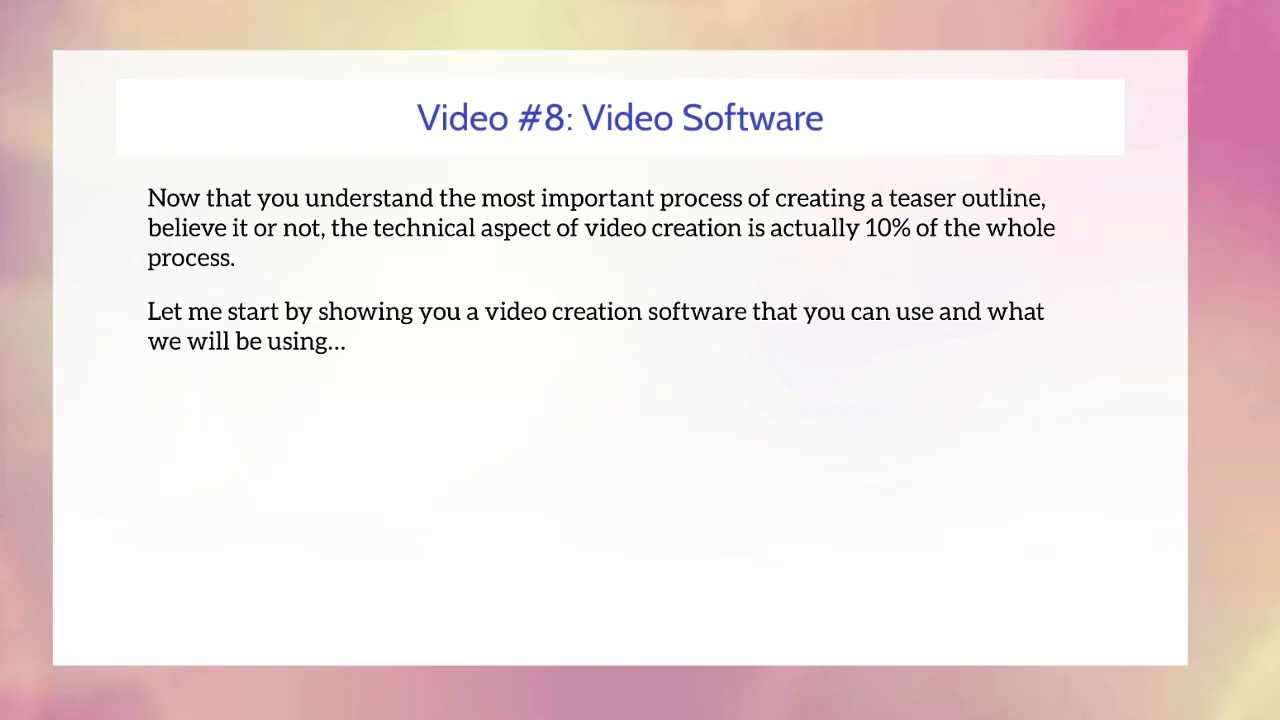 Video #8: Video Software
Now that you understand the most important process of creating a teaser outline,
believe it or not, the technical aspect of video creation is actually 10% of the whole
process.
Let me start by showing you a video creation software that you can use and what
we will be using...